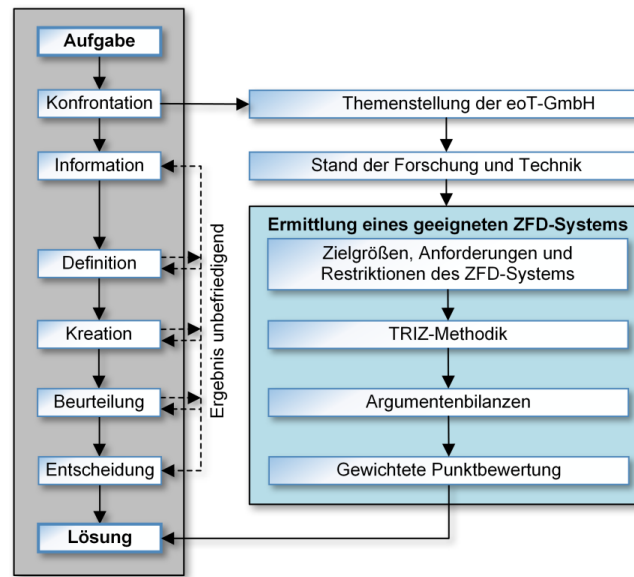 Aufgabe
Konfrontation
Information
Definition
Kreation
Beurteilung
Entscheidung
Lösung
Ergebnis unbefriedigend
Themenstellung der eoT-GmbH
Stand der Forschung und Technik
Ermittlung eines geeigneten ZFD-Systems
Zielgrößen, Anforderungen und
Restriktionen des ZFD-Systems
TRIZ-Methodik
Argumentenbilanzen
Gewichtete Punktbewertung